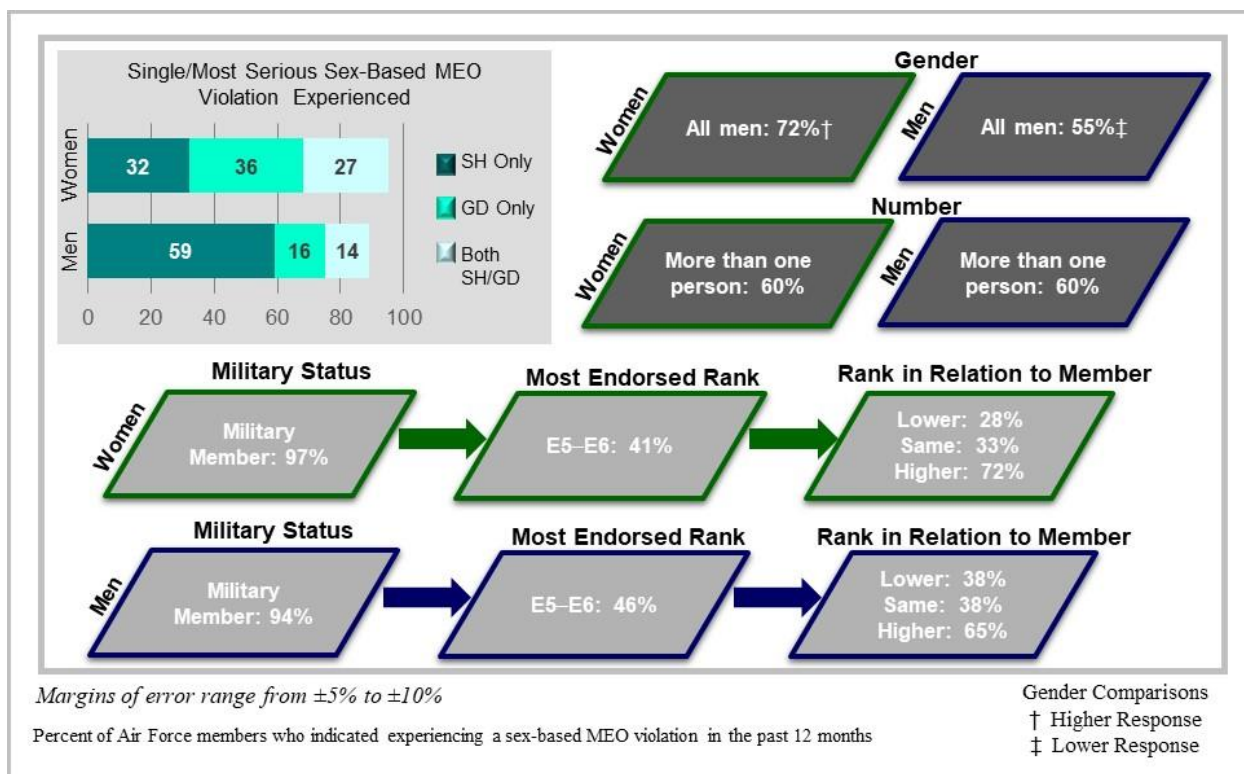 Single/Most Serious Sex-Based MEO
Violation Experienced
Women
32
36
27
Men
59
16
14
0
20
40
60
80
100
SH Only
GD Only
Both
SH/GD
Gender
Women
All men: 72%†
Men
All men: 55%‡
Number
Women
More than one
person: 60%
Men
More than one
person: 60%
Military Status
Most Endorsed Rank
Rank in Relation to Member
Women
Military
Member: 97%
E5–E6: 41%
Lower: 28%
Same: 33%
Higher: 72%
Military Status
Most Endorsed Rank
Rank in Relation to Member
Men
Military
Member: 94%
E5–E6: 46%
Lower: 38%
Same: 38%
Higher: 65%
Margins of error range from ±5% to ±10%
Percent of Air Force members who indicated experiencing a sex-based MEO violation in the past 12 months
Gender Comparisons
† Higher Response
‡ Lower Response